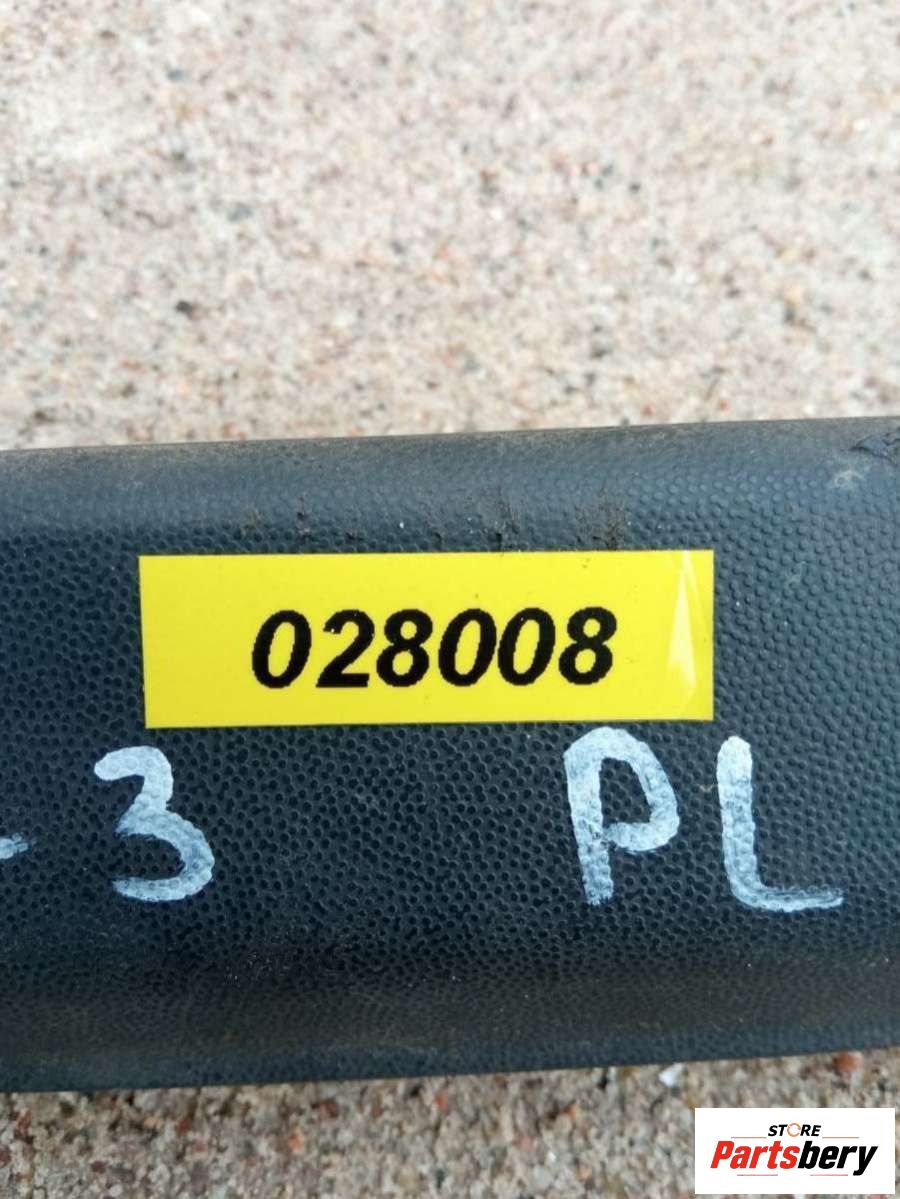 028008
-3 PL
STORE
Partsbery